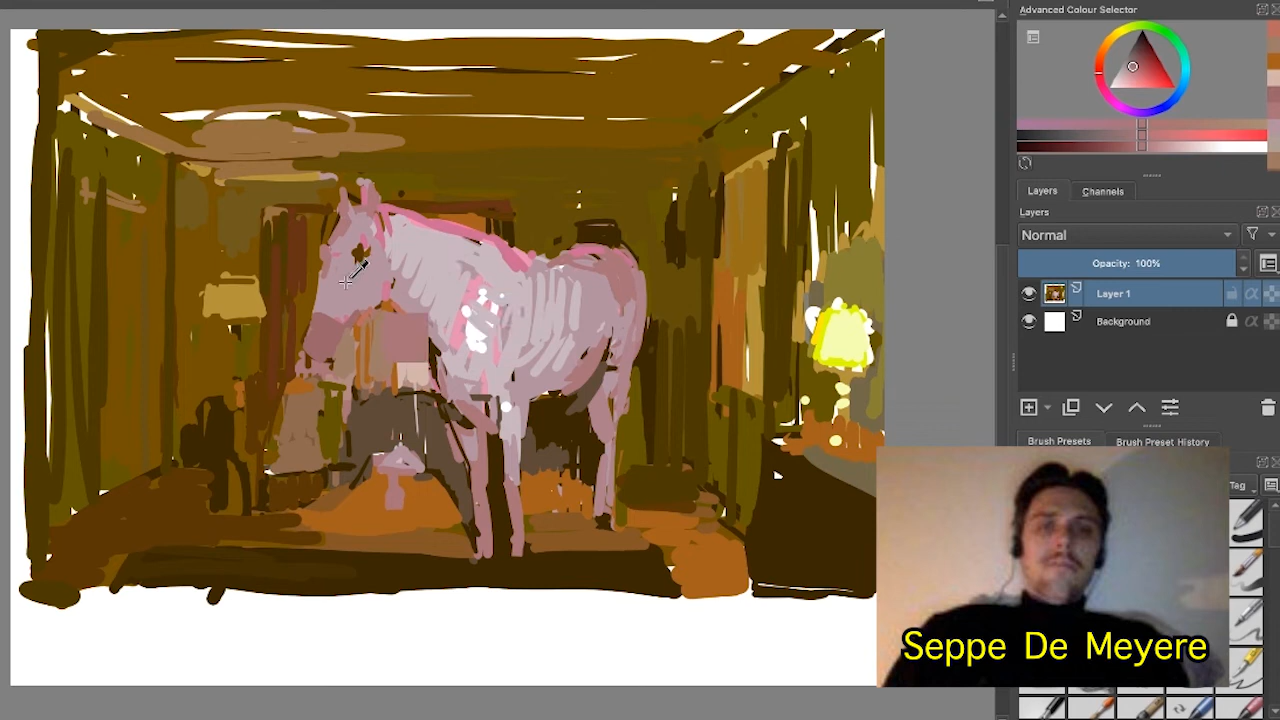 Advanced Colour Selector
Layers
Channels
Layers
Normal
Opacity: 100%
Layer 1
Background
Brush Presets
Brush Preset History
Tag
Seppe De Meyere